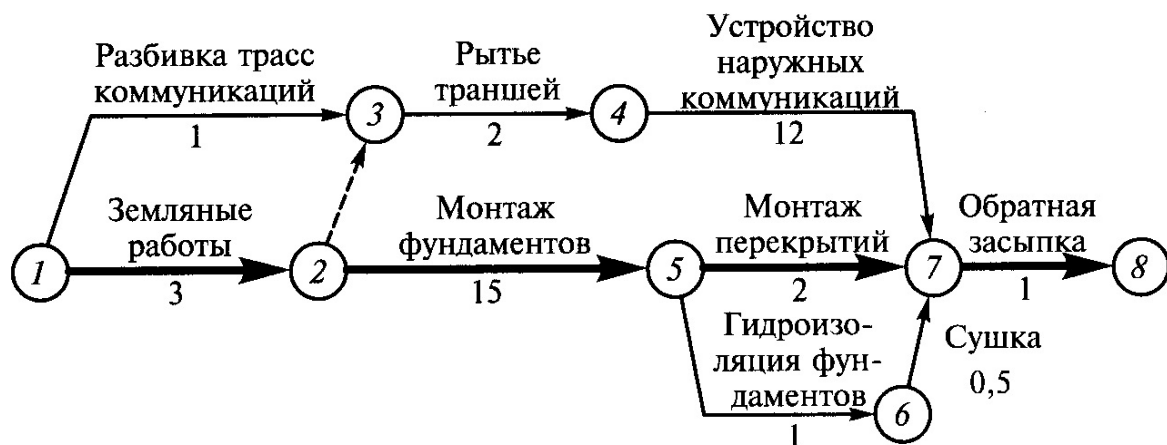 Разбивка трасс
коммуникаций
1
Рытье
траншей
2
Устройство
наружных
коммуникаций
12
3
4
Земляные
работы
3
Монтаж
фундаментов
15
Монтаж
перекрытий
2
Обратная
засыпка
1
1
2
5
7
8
Гидроизо-
ляция фун-
даментов
1
6
Сушка
0,5